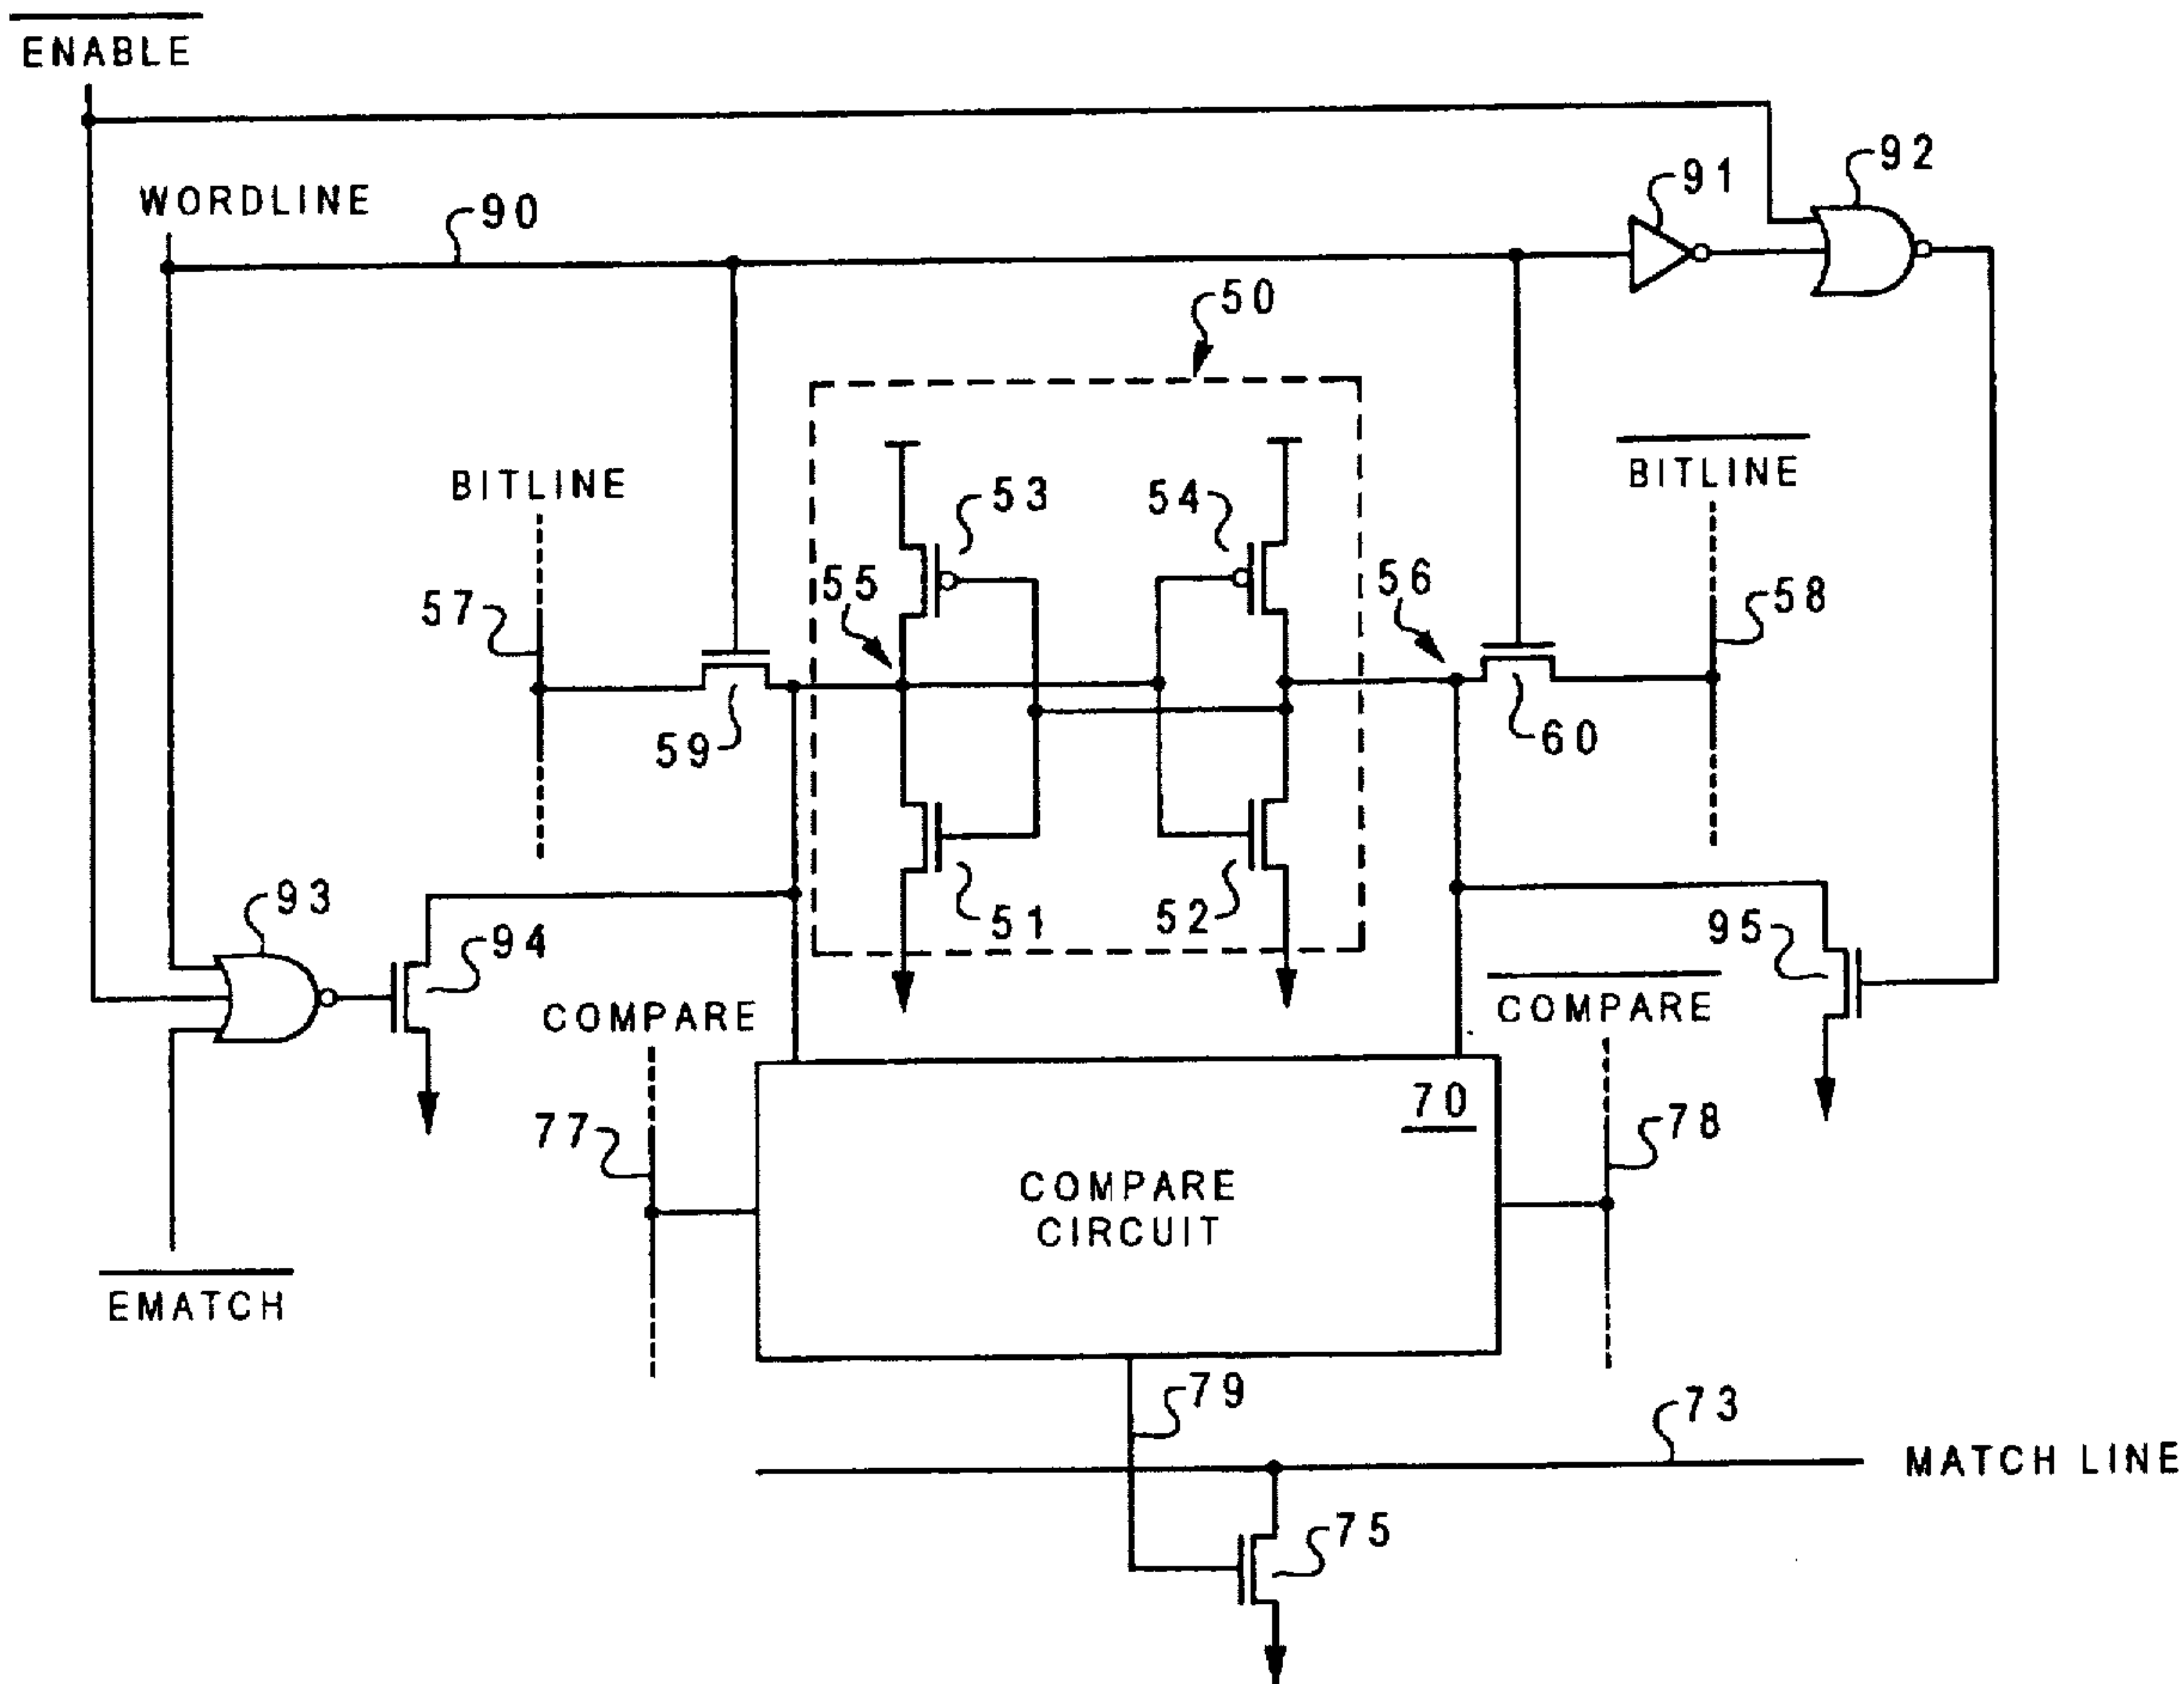 ENABLE
WORDLINE
90
91
92
50
BITLINE
53
54
BITLINE
55
56
57
58
59
60
93
94
51
52
95
COMPARE
COMPARE
77
70
78
COMPARE
CIRCUIT
EMATCH
79
73
MATCH LINE
75